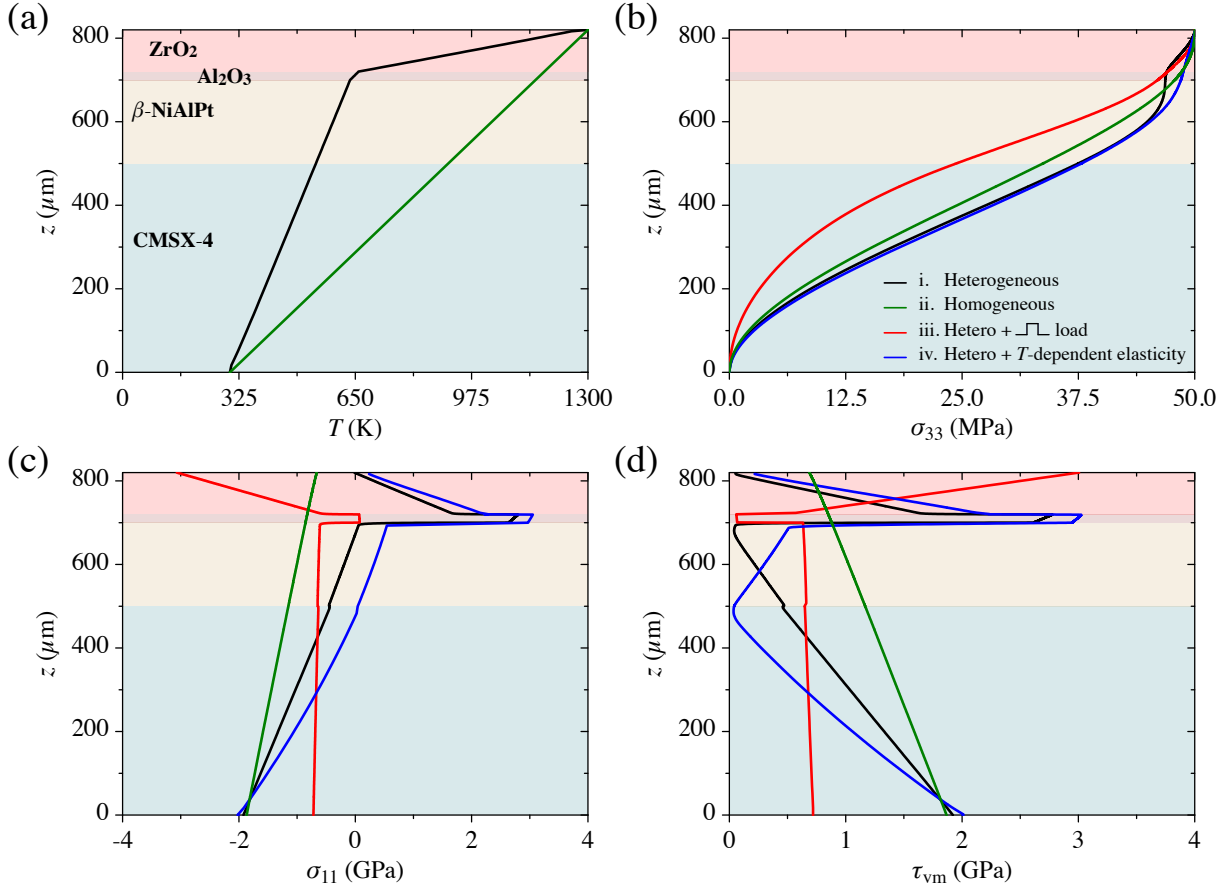 (a)
800
600
400
200
0
z (μm)
ZrO₂
Al₂O₃
β-NiAlPt
CMSX-4
0 325 650 975 1300
T (K)
(b)
800
600
400
200
0
z (μm)
i. Heterogeneous
ii. Homogeneous
iii. Hetero + load
iv. Hetero + T-dependent elasticity
0.0 12.5 25.0 37.5 50.0
σ₃₃ (MPa)
(c)
800
600
400
200
0
z (μm)
-4 -2 0 2 4
σ₁₁ (GPa)
(d)
800
600
400
200
0
z (μm)
0 1 2 3 4
τvm (GPa)